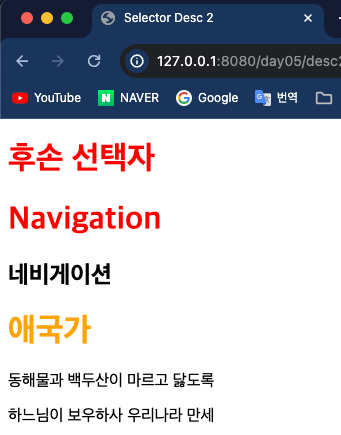 Selector Desc 2
127.0.0.1:8080/day05/desc2
YouTube NAVER Google 번역
후손 선택자
Navigation
네비게이션
애국가
동해물과 백두산이 마르고 닳도록
하느님이 보우하사 우리나라 만세